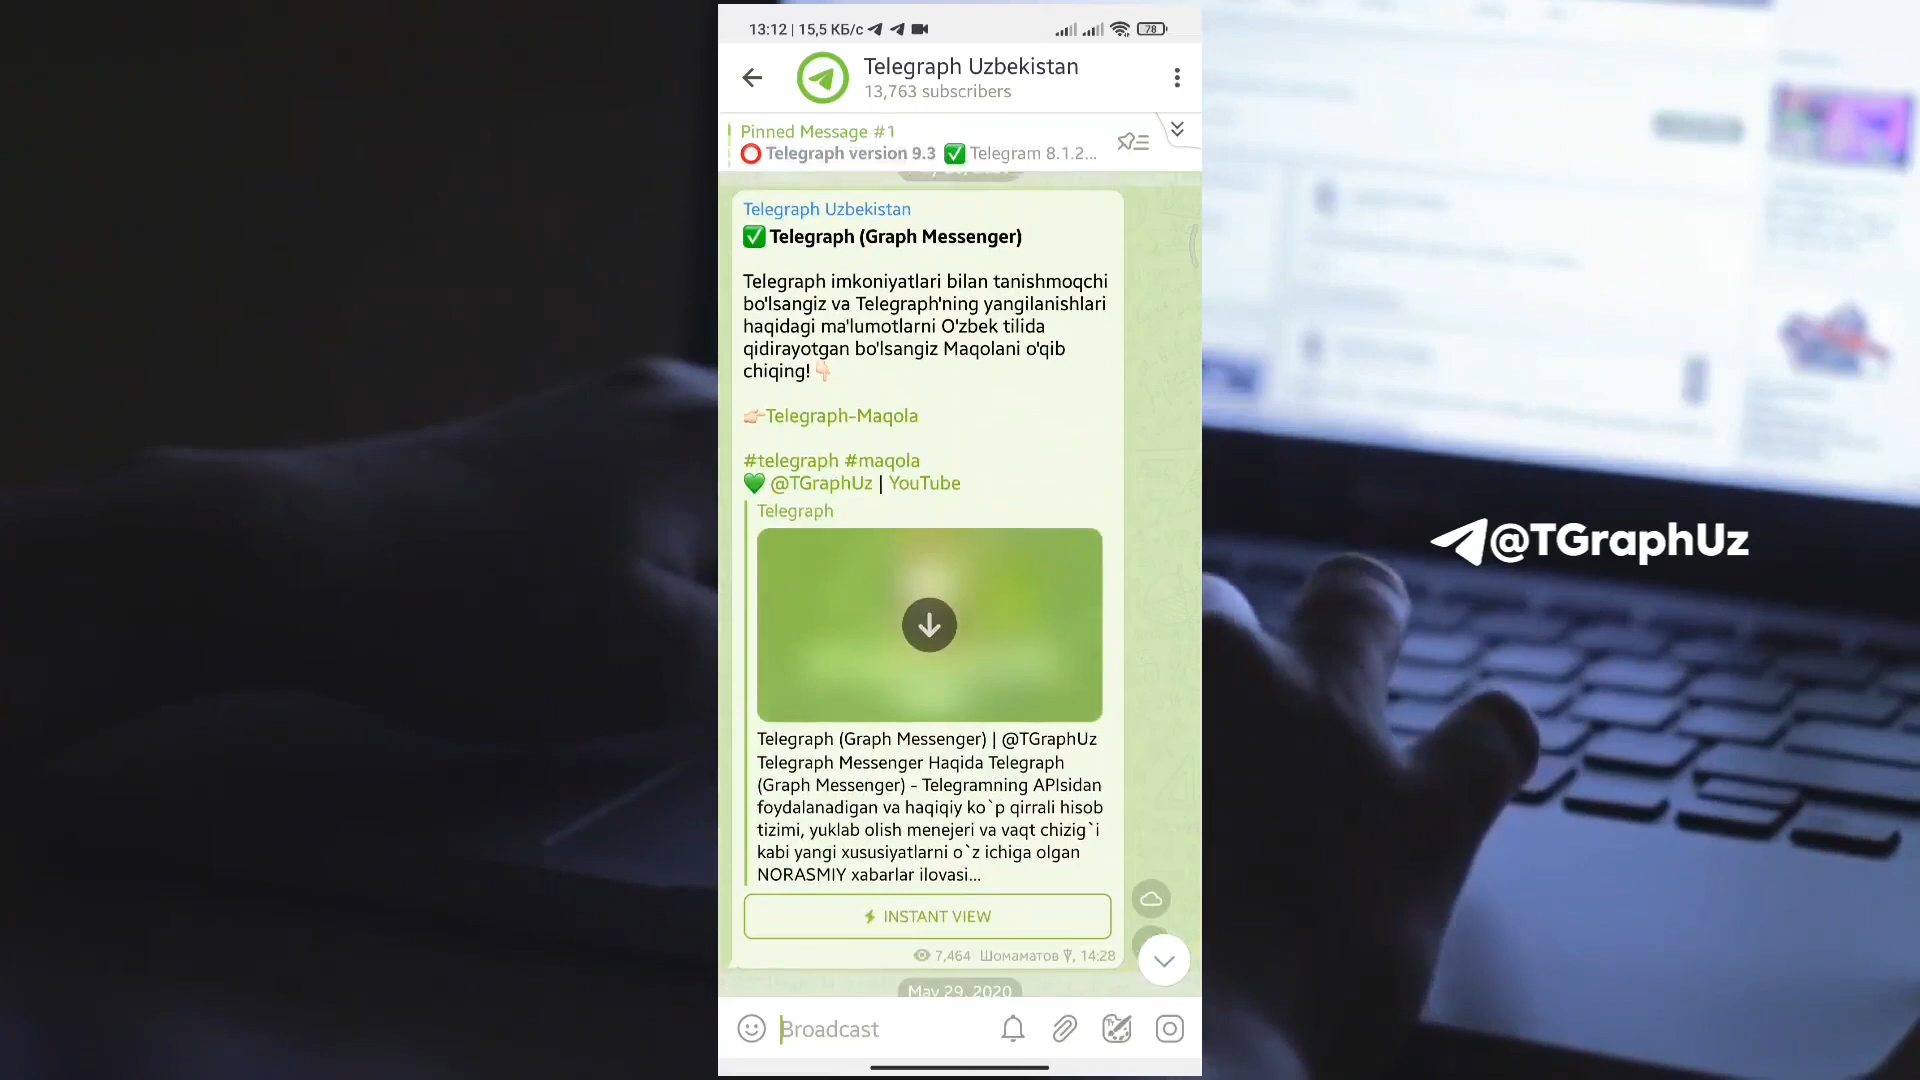 13:12 | 15,5 КБ/с
78
Telegraph Uzbekistan
13,763 subscribers
Pinned Message #1
⭕ Telegraph version 9.3 ✅ Telegram 8.1.2...
Telegraph Uzbekistan
✅ Telegraph (Graph Messenger)
Telegraph imkoniyatlari bilan tanishmoqchi
bo'lsangiz va Telegraph'ning yangilanishlari
haqidagi ma'lumotlarni O'zbek tilida
qidirayotgan bo'lsangiz Maqolani o'qib
chiqing!👇🏻
👉🏻Telegraph-Maqola
#telegraph #maqola
💚 @TGraphUz | YouTube
Telegraph
Telegraph (Graph Messenger) | @TGraphUz
Telegraph Messenger Haqida Telegraph
(Graph Messenger) - Telegramning APIsidan
foydalanadigan va haqiqiy ko`p qirrali hisob
tizimi, yuklab olish menejeri va vaqt chizig`i
kabi yangi xususiyatlarni o`z ichiga olgan
NORASMIY xabarlar ilovasi...
INSTANT VIEW
7,464 Шомаматов, 14:28
May 29, 2020
Broadcast
@TGraphUz